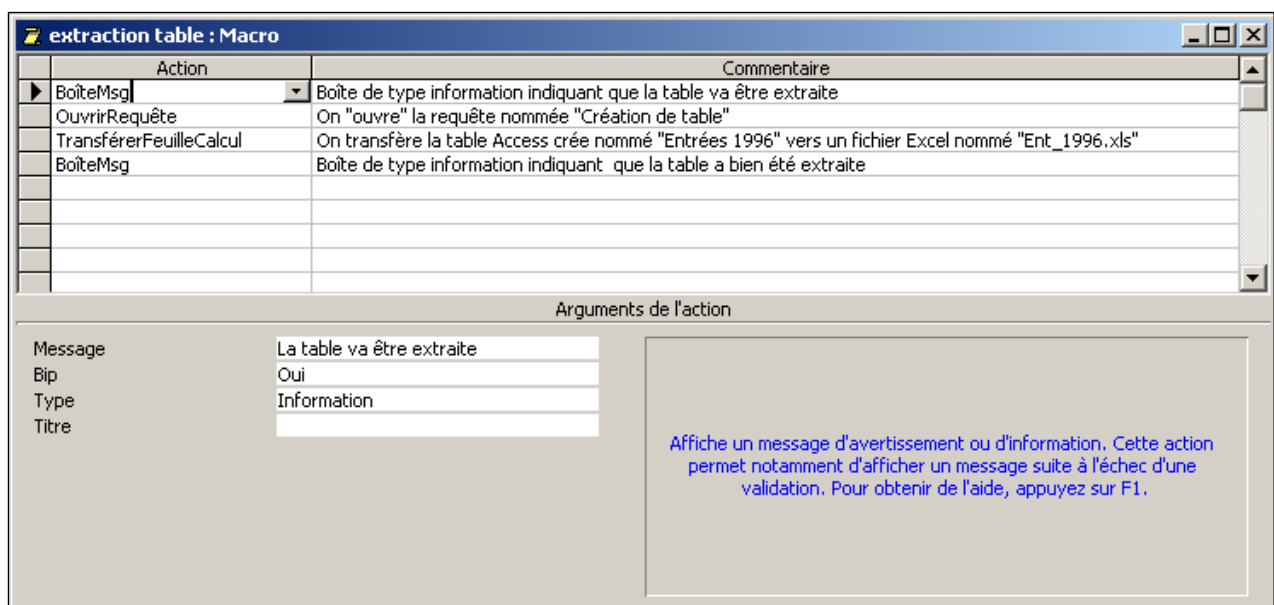 extraction table : Macro
Action Commentaire
BoîteMsg Boîte de type information indiquant que la table va être extraite
OuvrirRequête On "ouvre" la requête nommée "Création de table"
TransférerFeuilleCalcul On transfère la table Access crée nommé "Entrées 1996" vers un fichier Excel nommé "Ent_1996.xls"
BoîteMsg Boîte de type information indiquant  que la table a bien été extraite
Arguments de l'action
Message La table va être extraite
Bip Oui
Type Information
Titre
Affiche un message d'avertissement ou d'information. Cette action
permet notamment d'afficher un message suite à l'échec d'une
validation. Pour obtenir de l'aide, appuyez sur F1.